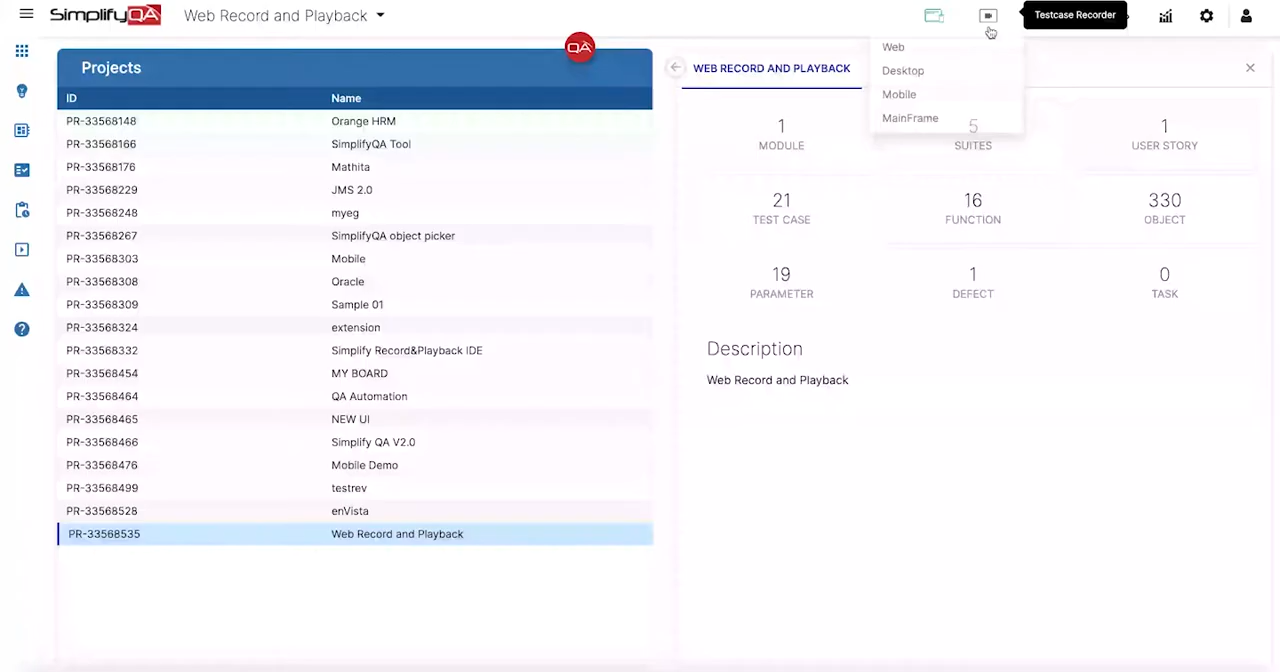 SimplifyQA
Web Record and Playback
Testcase Recorder
Web
Desktop
Mobile
MainFrame
QA
Projects
ID Name
PR-33568148 Orange HRM
PR-33568166 SimplifyQA Tool
PR-33568176 Mathita
PR-33568229 JMS 2.0
PR-33568248 myeg
PR-33568267 SimplifyQA object picker
PR-33568303 Mobile
PR-33568308 Oracle
PR-33568309 Sample 01
PR-33568324 extension
PR-33568332 Simplify Record&Playback IDE
PR-33568454 MY BOARD
PR-33568464 QA Automation
PR-33568465 NEW UI
PR-33568466 Simplify QA V2.0
PR-33568476 Mobile Demo
PR-33568499 testrev
PR-33568528 enVista
PR-33568535 Web Record and Playback
WEB RECORD AND PLAYBACK
1 5 1
MODULE SUITES USER STORY
21 16 330
TEST CASE FUNCTION OBJECT
19 1 0
PARAMETER DEFECT TASK
Description
Web Record and Playback